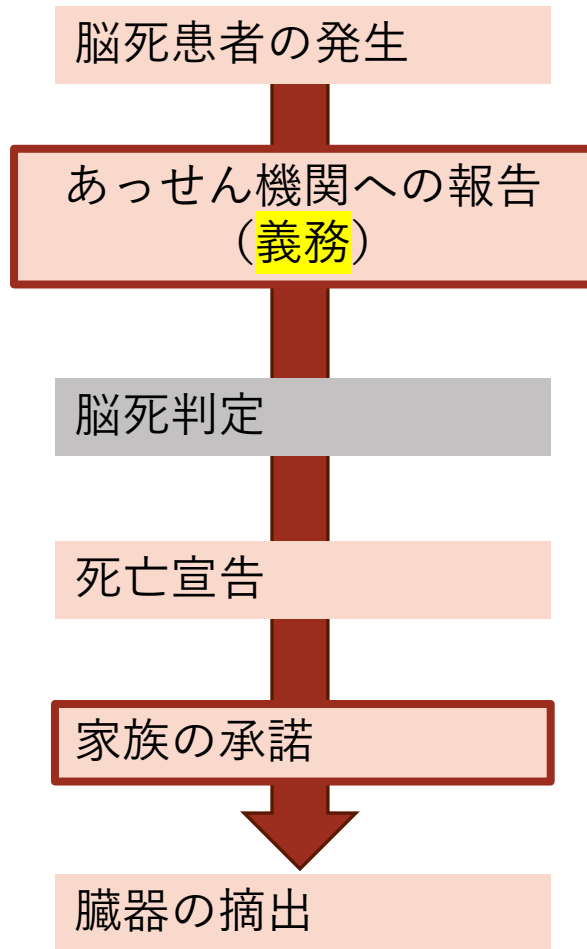 脳死患者の発生
あっせん機関への報告
（義務）
脳死判定
死亡宣告
家族の承諾
臓器の摘出